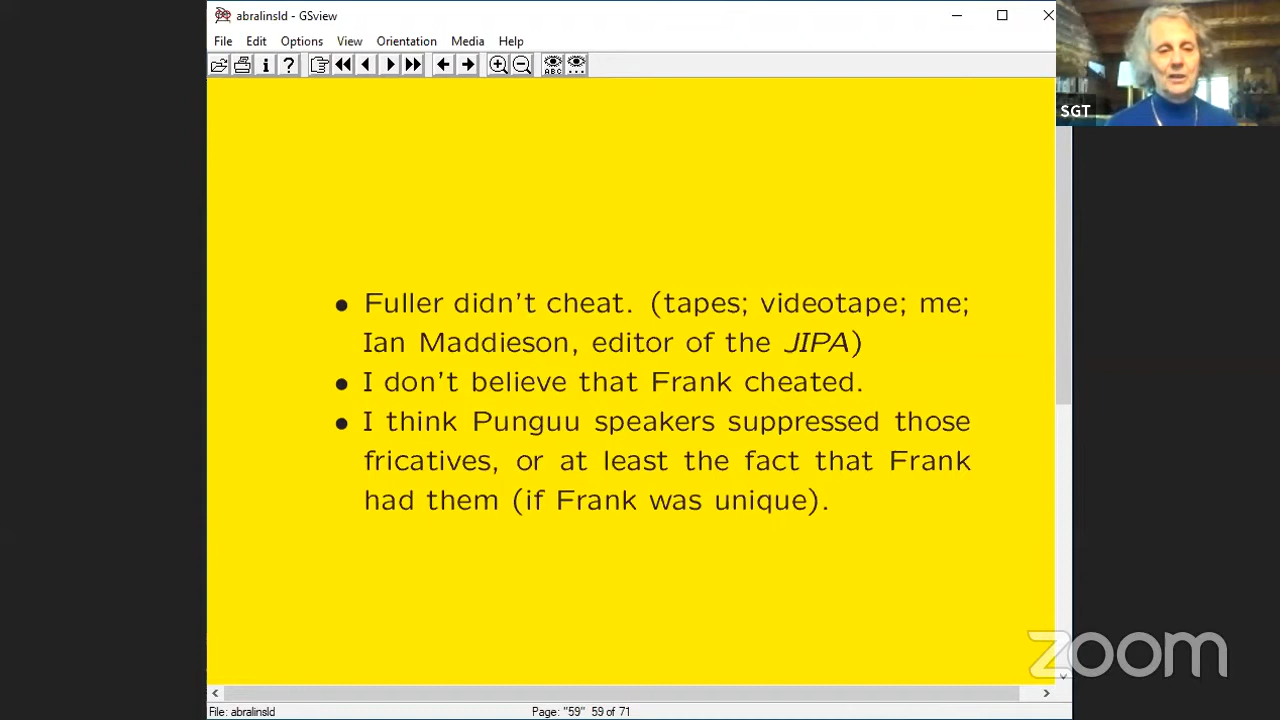 abralinsld - GSview
File Edit Options View Orientation Media Help
SGT
• Fuller didn't cheat. (tapes; videotape; me;
Ian Maddieson, editor of the JIPA)
• I don't believe that Frank cheated.
• I think Punguu speakers suppressed those
fricatives, or at least the fact that Frank
had them (if Frank was unique).
zoom
File: abralinsld Page: "59" 59 of 71